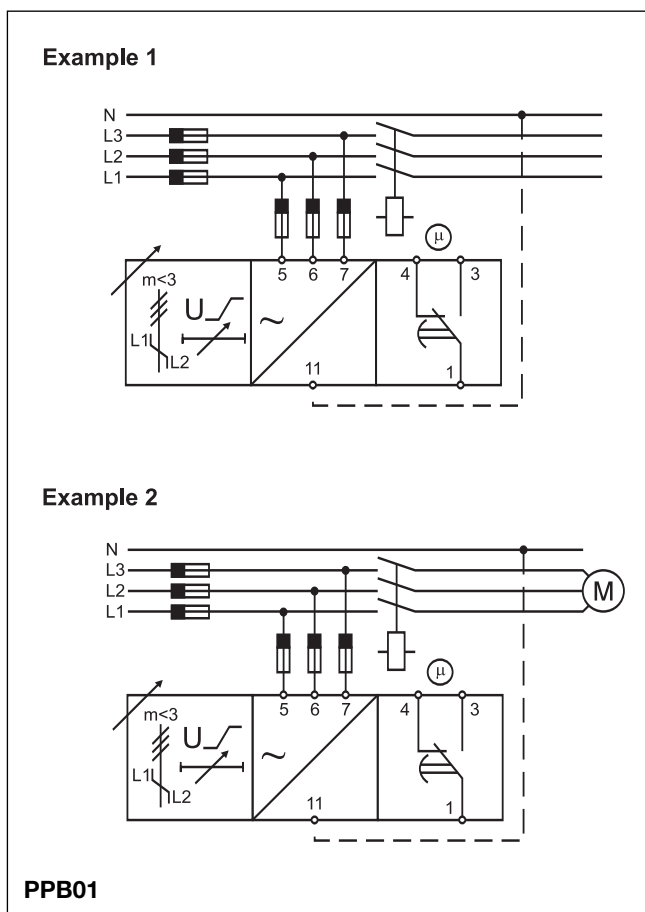 Example 1
N
L3
L2
L1
µ
5 6 7 4 3
m<3
U
L1
L2
~
11 1
Example 2
N
L3
L2
L1
M
µ
5 6 7 4 3
m<3
U
L1
L2
~
11 1
PPB01